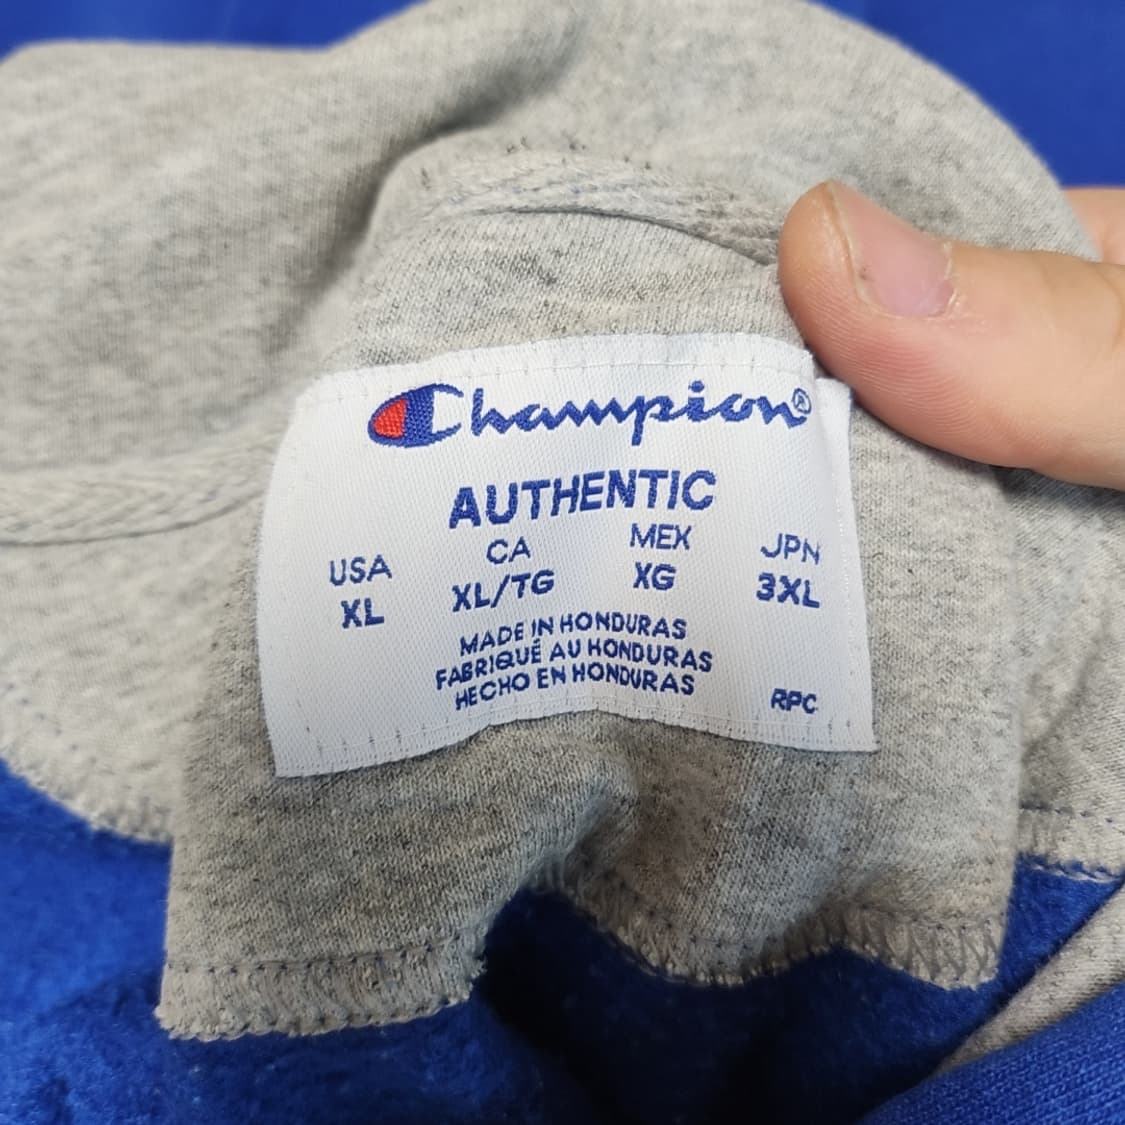 Champion®
AUTHENTIC
USA CA MEX JPN
XL XL/TG XG 3XL
MADE IN HONDURAS
FABRIQUÉ AU HONDURAS
HECHO EN HONDURAS
RPC